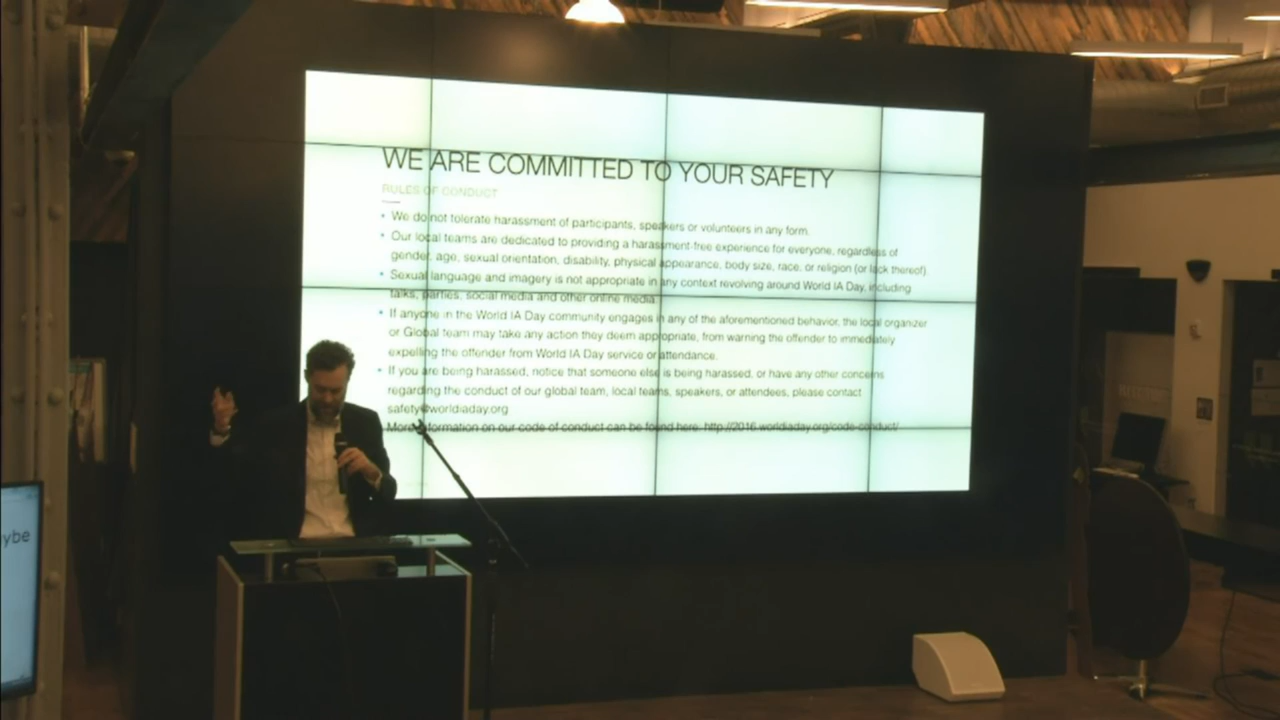 WE ARE COMMITTED TO YOUR SAFETY
RULES OF CONDUCT
• We do not tolerate harassment of participants, speakers or volunteers in any form.
• Our local teams are dedicated to providing a harassment-free experience for everyone, regardless of
gender, age, sexual orientation, disability, physical appearance, body size, race, or religion (or lack thereof).
• Sexual language and imagery is not appropriate in any context revolving around World IA Day, including
talks, parties, social media and other online media.
• If anyone in the World IA Day community engages in any of the aforementioned behavior, the local organizer
or Global team may take any action they deem appropriate, from warning the offender to immediately
expelling the offender from World IA Day service or attendance.
• If you are being harassed, notice that someone else is being harassed, or have any other concerns
regarding the conduct of our global team, local teams, speakers, or attendees, please contact
safety@worldiaday.org
More information on our code of conduct can be found here: http://2016.worldiaday.org/code-conduct/
ybe